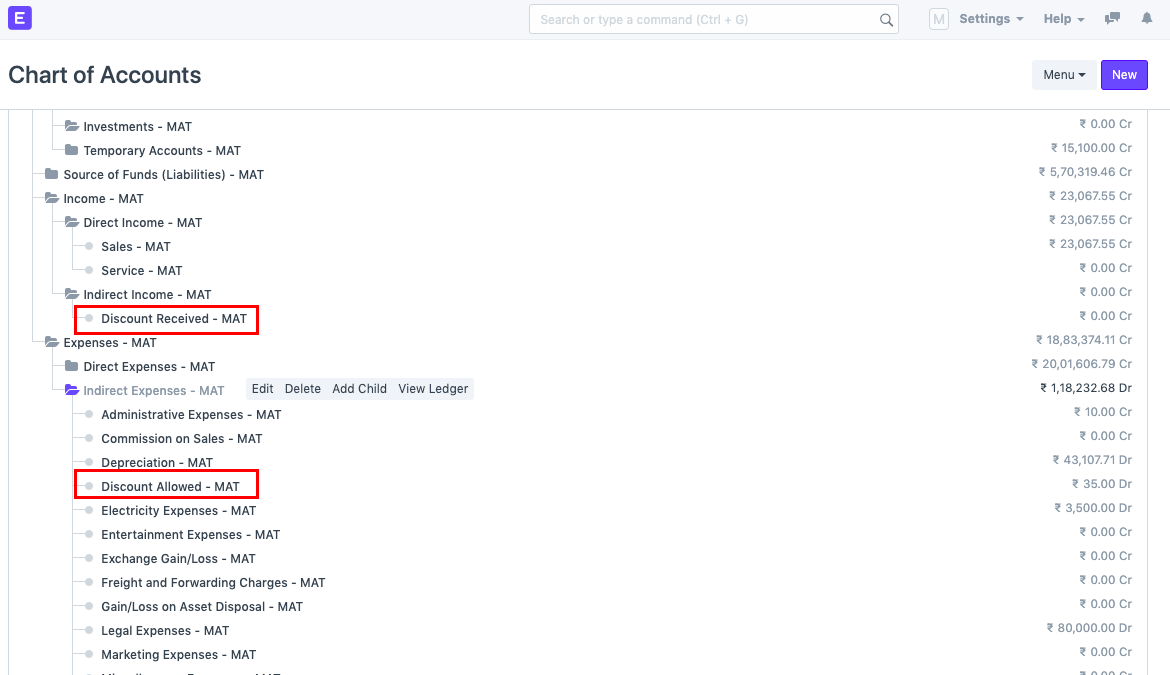 E
Search or type a command (Ctrl + G)
M Settings Help
Chart of Accounts
Menu New
Investments - MAT ₹ 0.00 Cr
Temporary Accounts - MAT ₹ 15,100.00 Cr
Source of Funds (Liabilities) - MAT ₹ 5,70,319.46 Cr
Income - MAT ₹ 23,067.55 Cr
Direct Income - MAT ₹ 23,067.55 Cr
Sales - MAT ₹ 23,067.55 Cr
Service - MAT ₹ 0.00 Cr
Indirect Income - MAT ₹ 0.00 Cr
Discount Received - MAT ₹ 0.00 Cr
Expenses - MAT ₹ 18,83,374.11 Cr
Direct Expenses - MAT ₹ 20,01,606.79 Cr
Indirect Expenses - MAT Edit Delete Add Child View Ledger ₹ 1,18,232.68 Dr
Administrative Expenses - MAT ₹ 10.00 Cr
Commission on Sales - MAT ₹ 0.00 Cr
Depreciation - MAT ₹ 43,107.71 Dr
Discount Allowed - MAT ₹ 35.00 Dr
Electricity Expenses - MAT ₹ 3,500.00 Dr
Entertainment Expenses - MAT ₹ 0.00 Cr
Exchange Gain/Loss - MAT ₹ 0.00 Cr
Freight and Forwarding Charges - MAT ₹ 0.00 Cr
Gain/Loss on Asset Disposal - MAT ₹ 0.00 Cr
Legal Expenses - MAT ₹ 80,000.00 Dr
Marketing Expenses - MAT ₹ 0.00 Cr